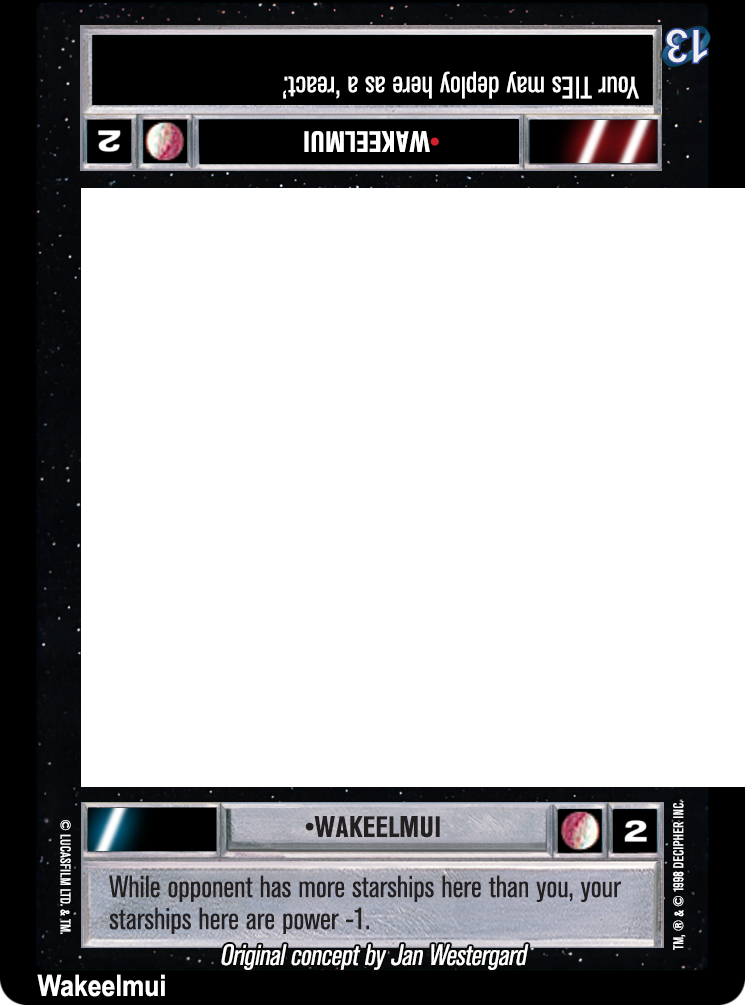 13
Your TIEs may deploy here as a 'react'.
•WAKEELMUI
2
•WAKEELMUI
2
While opponent has more starships here than you, your
starships here are power -1.
Original concept by Jan Westergard
© LUCASFILM LTD. & TM.
TM, ® & © 1998 DECIPHER INC.
Wakeelmui